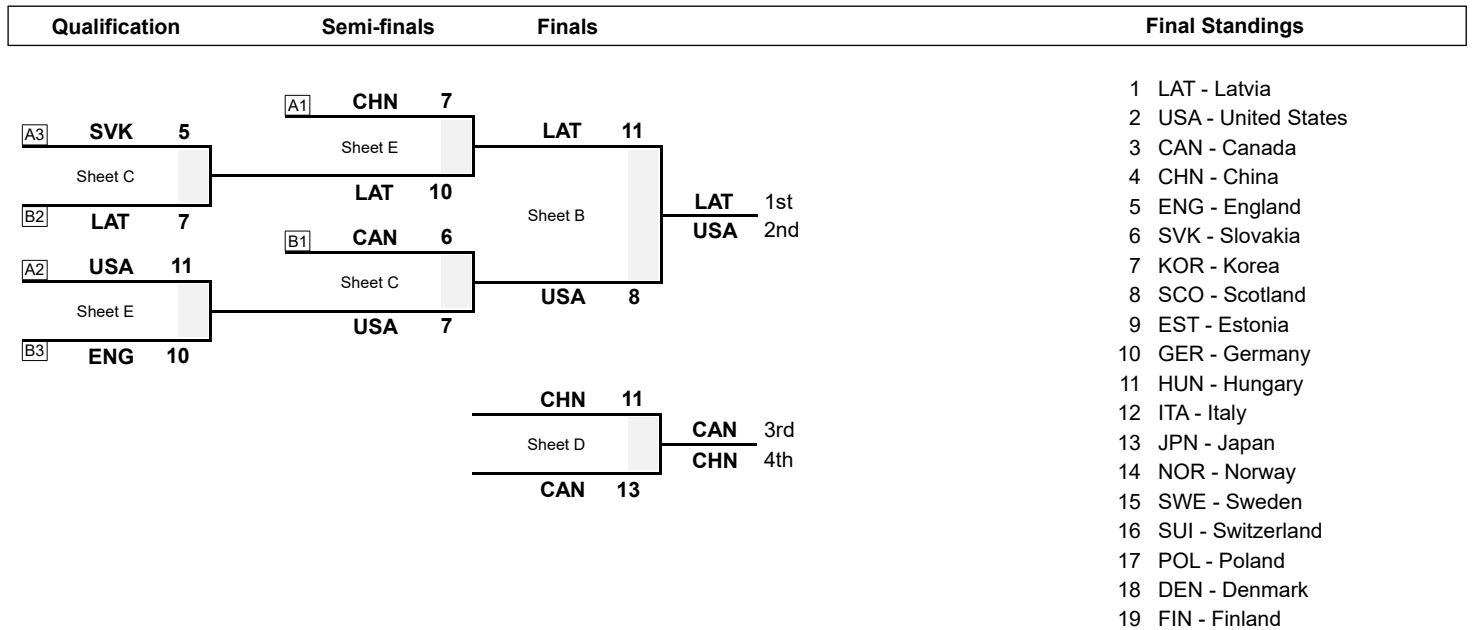 Qualification Semi-finals Finals Final Standings
A1 CHN 7
A3 SVK 5
Sheet E
LAT 11
Sheet C
LAT 10
B2 LAT 7
Sheet B
LAT 1st
USA 2nd
B1 CAN 6
A2 USA 11
Sheet C
Sheet E
USA 7
USA 8
B3 ENG 10
CHN 11
Sheet D
CAN 3rd
CHN 4th
CAN 13
1 LAT - Latvia
2 USA - United States
3 CAN - Canada
4 CHN - China
5 ENG - England
6 SVK - Slovakia
7 KOR - Korea
8 SCO - Scotland
9 EST - Estonia
10 GER - Germany
11 HUN - Hungary
12 ITA - Italy
13 JPN - Japan
14 NOR - Norway
15 SWE - Sweden
16 SUI - Switzerland
17 POL - Poland
18 DEN - Denmark
19 FIN - Finland